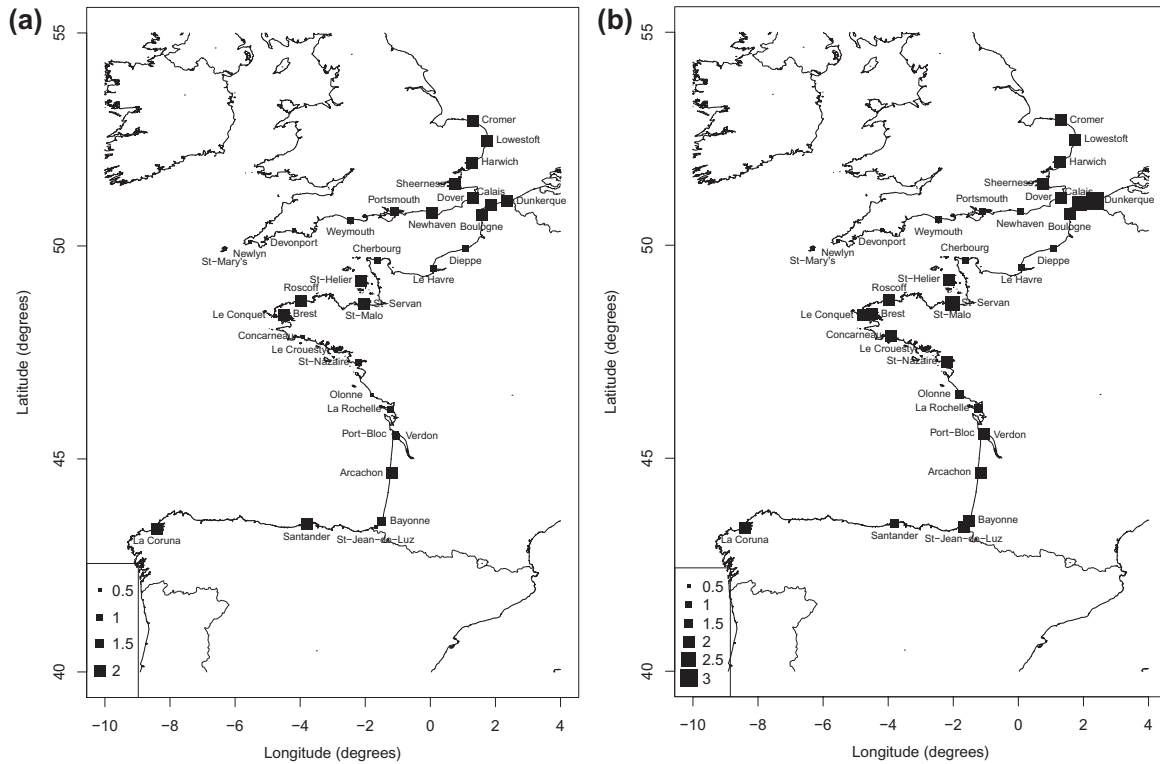 (a)
55
50
45
40
Latitude (degrees)
Cromer
Lowestoft
Harwich
Sheerness
Calais
Dover
Dunkerque
Portsmouth
Boulogne
Newhaven
Weymouth
Devonport
Newlyn
St−Mary's
Cherbourg
Dieppe
Le Havre
St−Helier
Roscoff
St−Servan
St−Malo
Le Conquet
Brest
Concarneau
Le Crouesty
St−Nazaire
Olonne
La Rochelle
Port−Bloc
Verdon
Arcachon
Bayonne
Santander
St−Jean−de−Luz
La Coruna
0.5
1
1.5
2
−10 −8 −6 −4 −2 0 2 4
Longitude (degrees)
(b)
55
50
45
40
Latitude (degrees)
Cromer
Lowestoft
Harwich
Sheerness
Calais
Dover
Dunkerque
Portsmouth
Boulogne
Newhaven
Weymouth
Devonport
Newlyn
St−Mary's
Cherbourg
Dieppe
Le Havre
St−Helier
Roscoff
St−Servan
St−Malo
Le Conquet
Brest
Concarneau
Le Crouesty
St−Nazaire
Olonne
La Rochelle
Port−Bloc
Verdon
Arcachon
Bayonne
Santander
St−Jean−de−Luz
La Coruna
0.5
1
1.5
2
2.5
3
−10 −8 −6 −4 −2 0 2 4
Longitude (degrees)